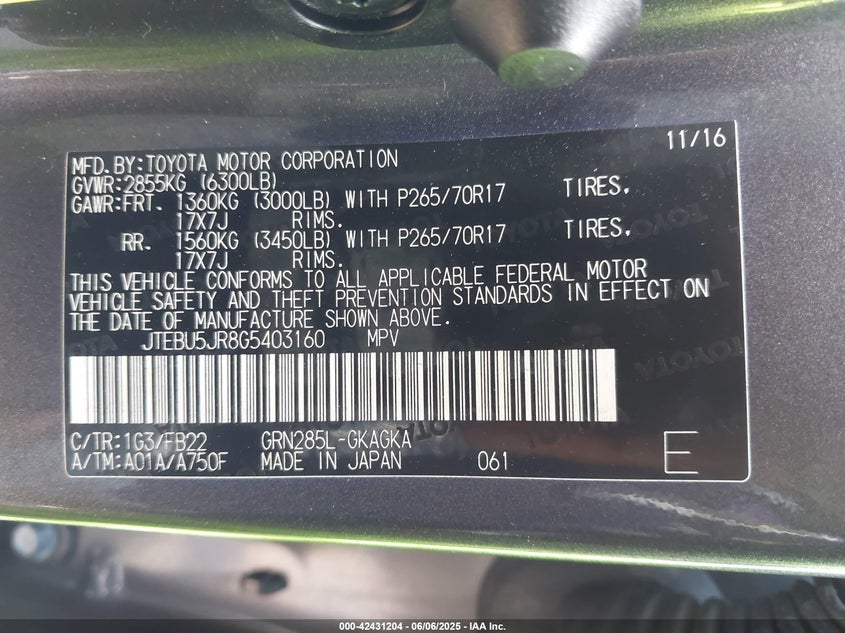 11/16
MFD.BY:TOYOTA MOTOR CORPORATION
GVWR:2855KG (6300LB)
GAWR:FRT. 1360KG (3000LB) WITH P265/70R17 TIRES,
17X7J RIMS.
RR. 1560KG (3450LB) WITH P265/70R17 TIRES,
17X7J RIMS.
THIS VEHICLE CONFORMS TO ALL APPLICABLE FEDERAL MOTOR
VEHICLE SAFETY AND THEFT PREVENTION STANDARDS IN EFFECT ON
THE DATE OF MANUFACTURE SHOWN ABOVE.
JTEBU5JR8G5403160 MPV
C/TR:1G3/FB22 GRN285L-GKAGKA
A/TM:A01A/A750F MADE IN JAPAN 061 E
000-42431204 - 06/06/2025 - IAA Inc.